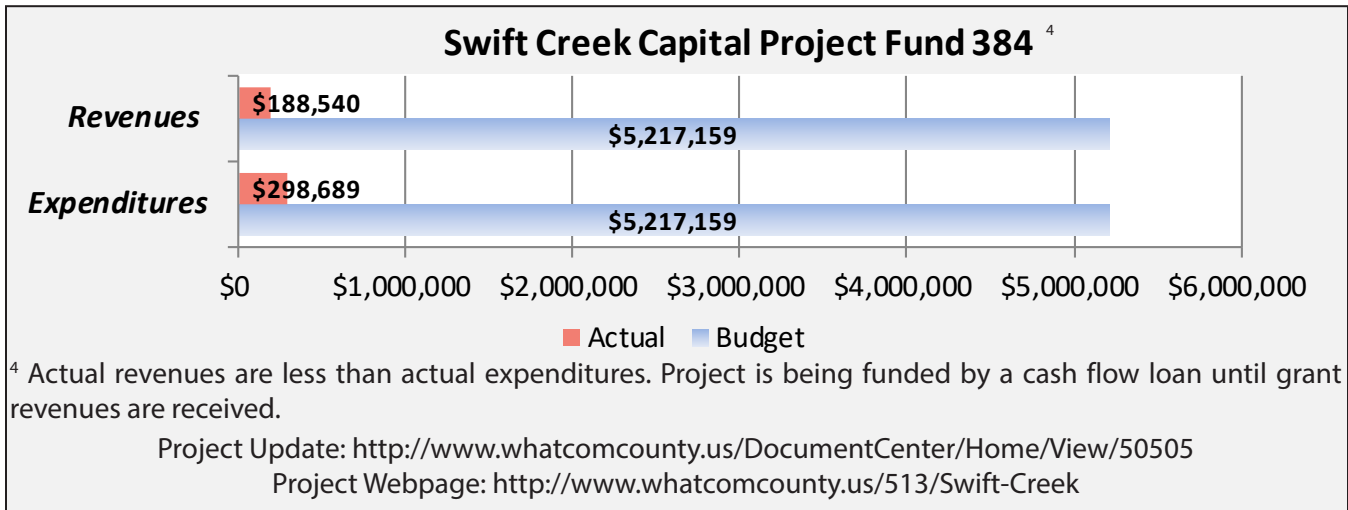 Swift Creek Capital Project Fund 384 4
Revenues
$188,540
$5,217,159
Expenditures
$298,689
$5,217,159
$0 $1,000,000 $2,000,000 $3,000,000 $4,000,000 $5,000,000 $6,000,000
Actual Budget
4 Actual revenues are less than actual expenditures. Project is being funded by a cash flow loan until grant
revenues are received.
Project Update: http://www.whatcomcounty.us/DocumentCenter/Home/View/50505
Project Webpage: http://www.whatcomcounty.us/513/Swift-Creek